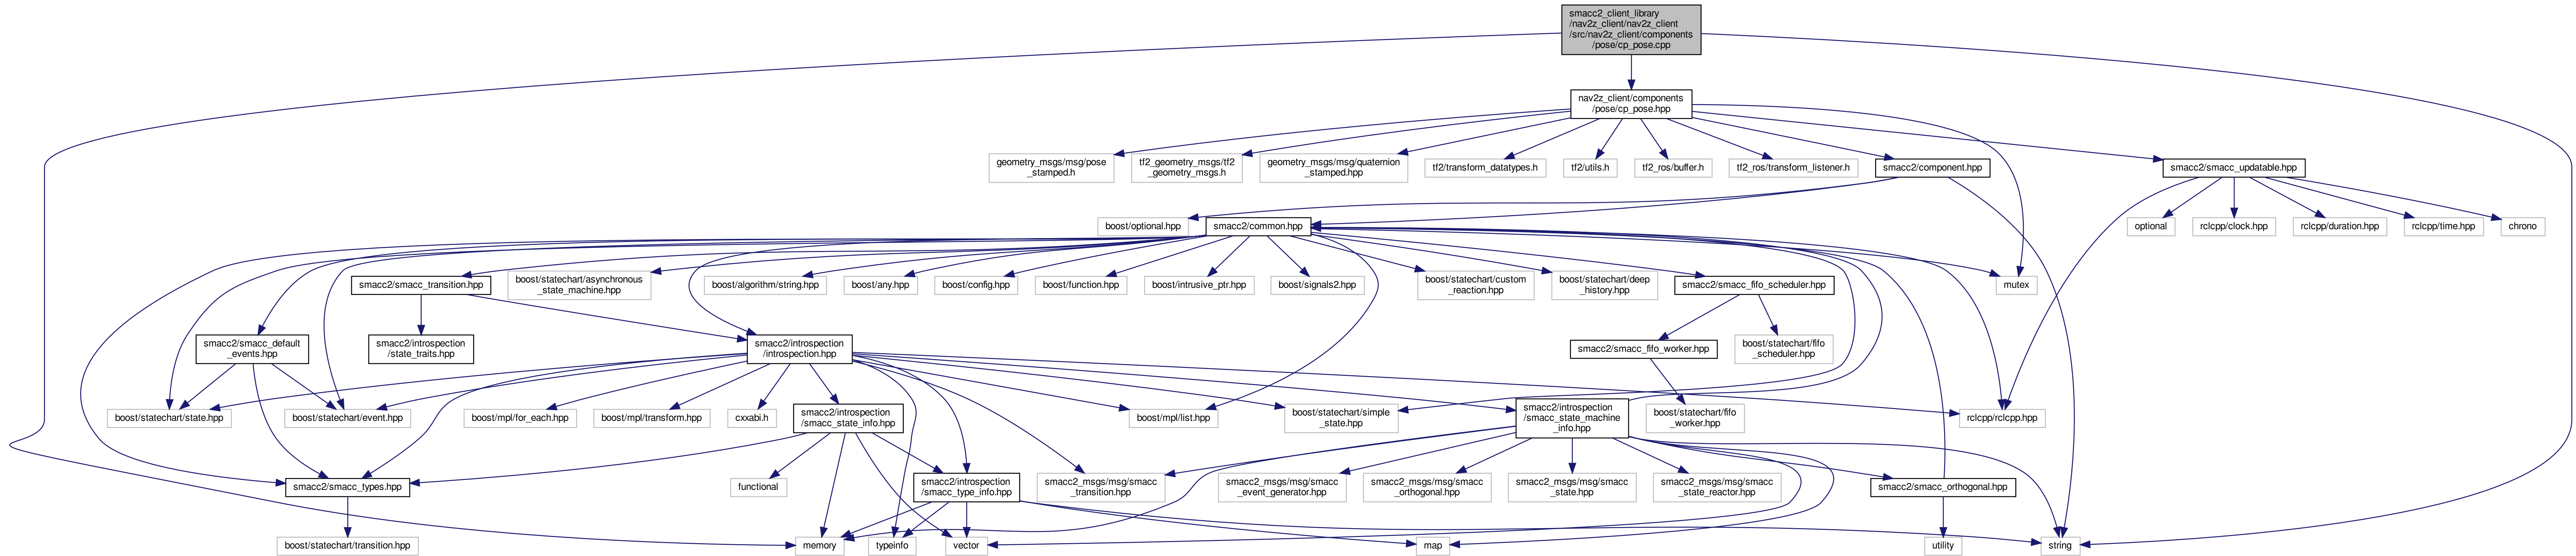 smacc2_client_library
/nav2z_client/nav2z_client
/src/nav2z_client/components
/pose/cp_pose.cpp
nav2z_client/components
/pose/cp_pose.hpp
geometry_msgs/msg/pose
_stamped.h
tf2_geometry_msgs/tf2
_geometry_msgs.h
geometry_msgs/msg/quaternion
_stamped.hpp
tf2/transform_datatypes.h
tf2/utils.h
tf2_ros/buffer.h
tf2_ros/transform_listener.h
smacc2/component.hpp
smacc2/smacc_updatable.hpp
boost/optional.hpp
smacc2/common.hpp
optional
rclcpp/clock.hpp
rclcpp/duration.hpp
rclcpp/time.hpp
chrono
smacc2/smacc_transition.hpp
boost/statechart/asynchronous
_state_machine.hpp
boost/algorithm/string.hpp
boost/any.hpp
boost/config.hpp
boost/function.hpp
boost/intrusive_ptr.hpp
boost/signals2.hpp
boost/statechart/custom
_reaction.hpp
boost/statechart/deep
_history.hpp
smacc2/smacc_fifo_scheduler.hpp
mutex
smacc2/smacc_default
_events.hpp
smacc2/introspection
/state_traits.hpp
smacc2/introspection
/introspection.hpp
smacc2/smacc_fifo_worker.hpp
boost/statechart/fifo
_scheduler.hpp
boost/statechart/state.hpp
boost/statechart/event.hpp
boost/mpl/for_each.hpp
boost/mpl/transform.hpp
cxxabi.h
smacc2/introspection
/smacc_state_info.hpp
boost/mpl/list.hpp
boost/statechart/simple
_state.hpp
smacc2/introspection
/smacc_state_machine
_info.hpp
boost/statechart/fifo
_worker.hpp
rclcpp/rclcpp.hpp
smacc2/smacc_types.hpp
functional
smacc2/introspection
/smacc_type_info.hpp
smacc2_msgs/msg/smacc
_transition.hpp
smacc2_msgs/msg/smacc
_event_generator.hpp
smacc2_msgs/msg/smacc
_orthogonal.hpp
smacc2_msgs/msg/smacc
_state.hpp
smacc2_msgs/msg/smacc
_state_reactor.hpp
smacc2/smacc_orthogonal.hpp
boost/statechart/transition.hpp
memory
typeinfo
vector
map
utility
string